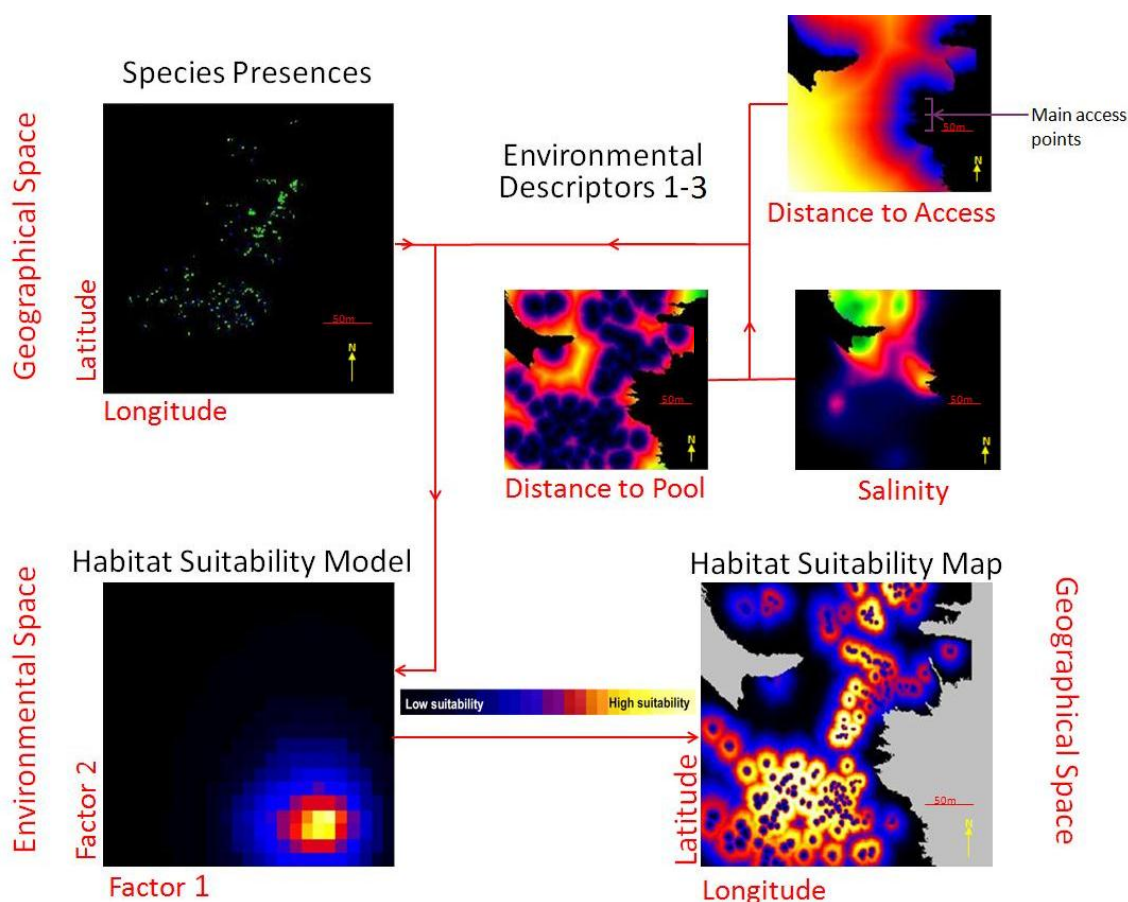 Species Presences
Geographical Space
Latitude
50m
N
Longitude
Environmental
Descriptors 1-3
50m
N
Main access
points
Distance to Access
50m
N
Distance to Pool
50m
N
Salinity
Habitat Suitability Model
Environmental Space
Factor 2
Factor 1
Low suitability
High suitability
Habitat Suitability Map
Latitude
50m
N
Longitude
Geographical Space